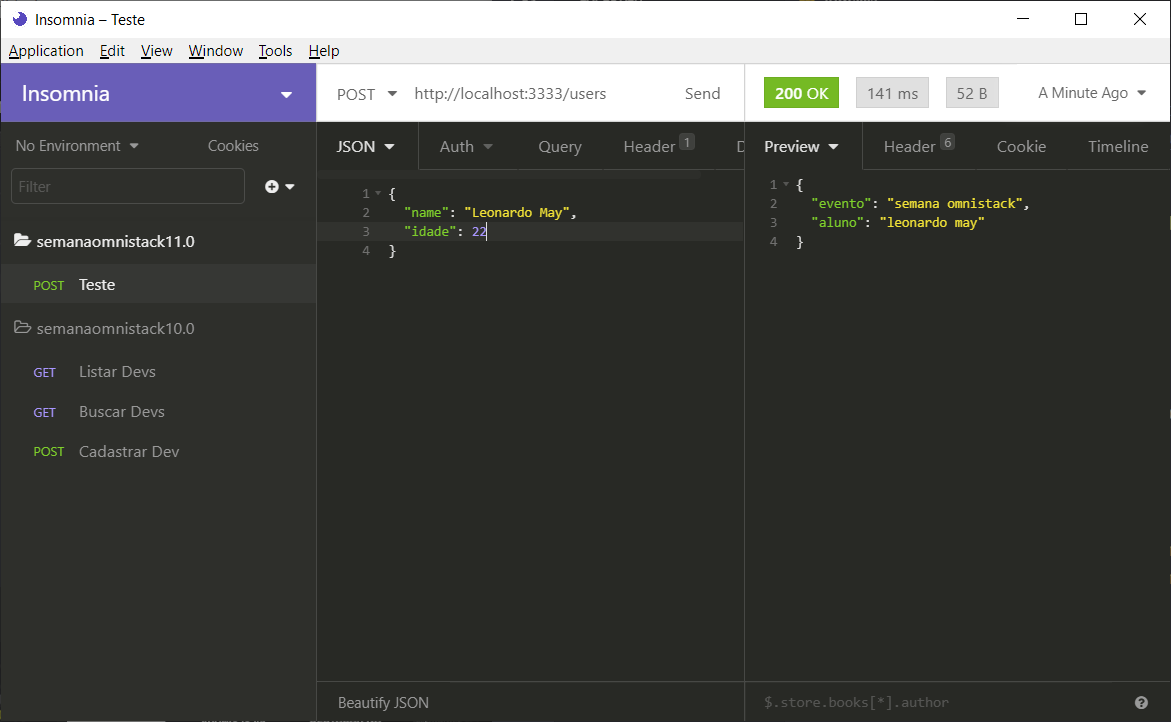 Insomnia – Teste
Application Edit View Window Tools Help
Insomnia
POST http://localhost:3333/users Send
200 OK 141 ms 52 B A Minute Ago
No Environment Cookies
JSON Auth Query Header 1 D
Preview Header 6 Cookie Timeline
Filter
semanaomnistack11.0
POST Teste
semanaomnistack10.0
GET Listar Devs
GET Buscar Devs
POST Cadastrar Dev
1 {
2 "name": "Leonardo May",
3 "idade": 22
4 }
Beautify JSON
1 {
2 "evento": "semana omnistack",
3 "aluno": "leonardo may"
4 }
$.store.books[*].author